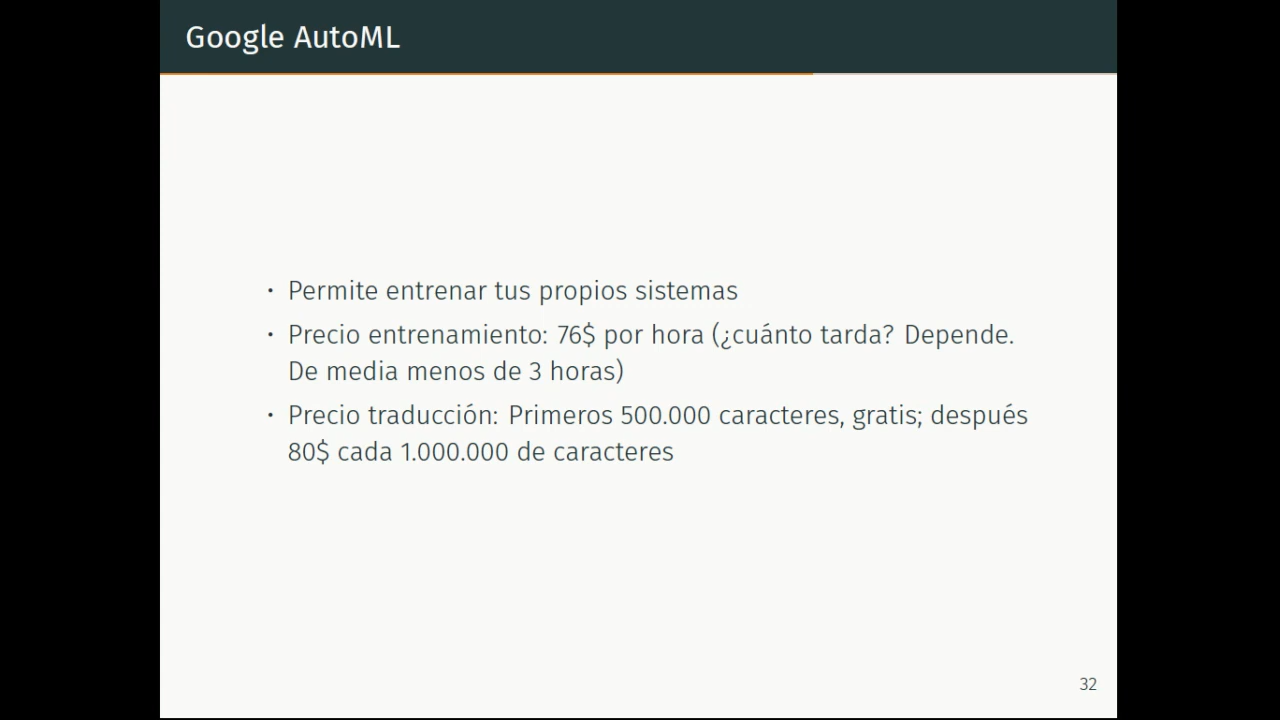 Google AutoML
· Permite entrenar tus propios sistemas
· Precio entrenamiento: 76$ por hora (¿cuánto tarda? Depende.
De media menos de 3 horas)
· Precio traducción: Primeros 500.000 caracteres, gratis; después
80$ cada 1.000.000 de caracteres
32